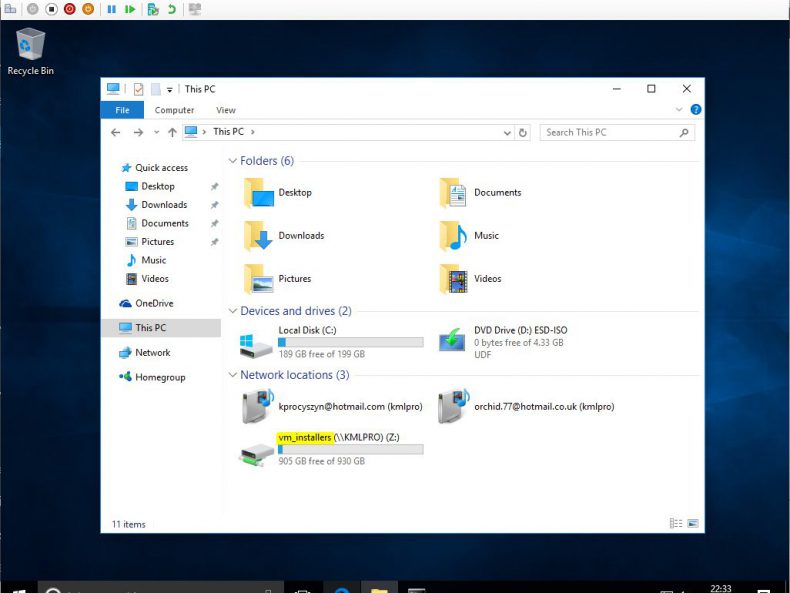 Recycle Bin
This PC
File Computer View
This PC
Search This PC
Quick access
Desktop
Downloads
Documents
Pictures
Music
Videos
OneDrive
This PC
Network
Homegroup
Folders (6)
Desktop
Documents
Downloads
Music
Pictures
Videos
Devices and drives (2)
Local Disk (C:)
189 GB free of 199 GB
DVD Drive (D:) ESD-ISO
0 bytes free of 4,33 GB
UDF
Network locations (3)
kprocyszyn@hotmail.com (kmlpro)
orchid.77@hotmail.co.uk (kmlpro)
vm_installers (\\KMLPRO) (Z:)
905 GB free of 930 GB
11 items
22:33